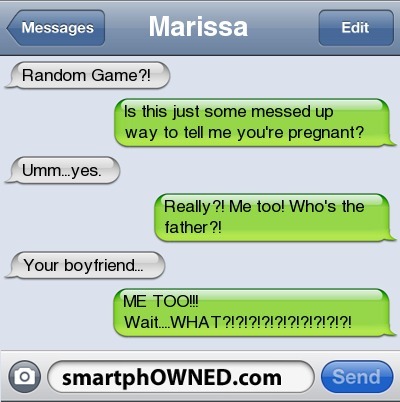 Messages
Marissa
Edit
Random Game?!
Is this just some messed up
way to tell me you're pregnant?
Umm...yes.
Really?! Me too! Who's the
father?!
Your boyfriend...
ME TOO!!!
Wait....WHAT?!?!?!?!?!?!?!?!?!?!
smartphOWNED.com
Send